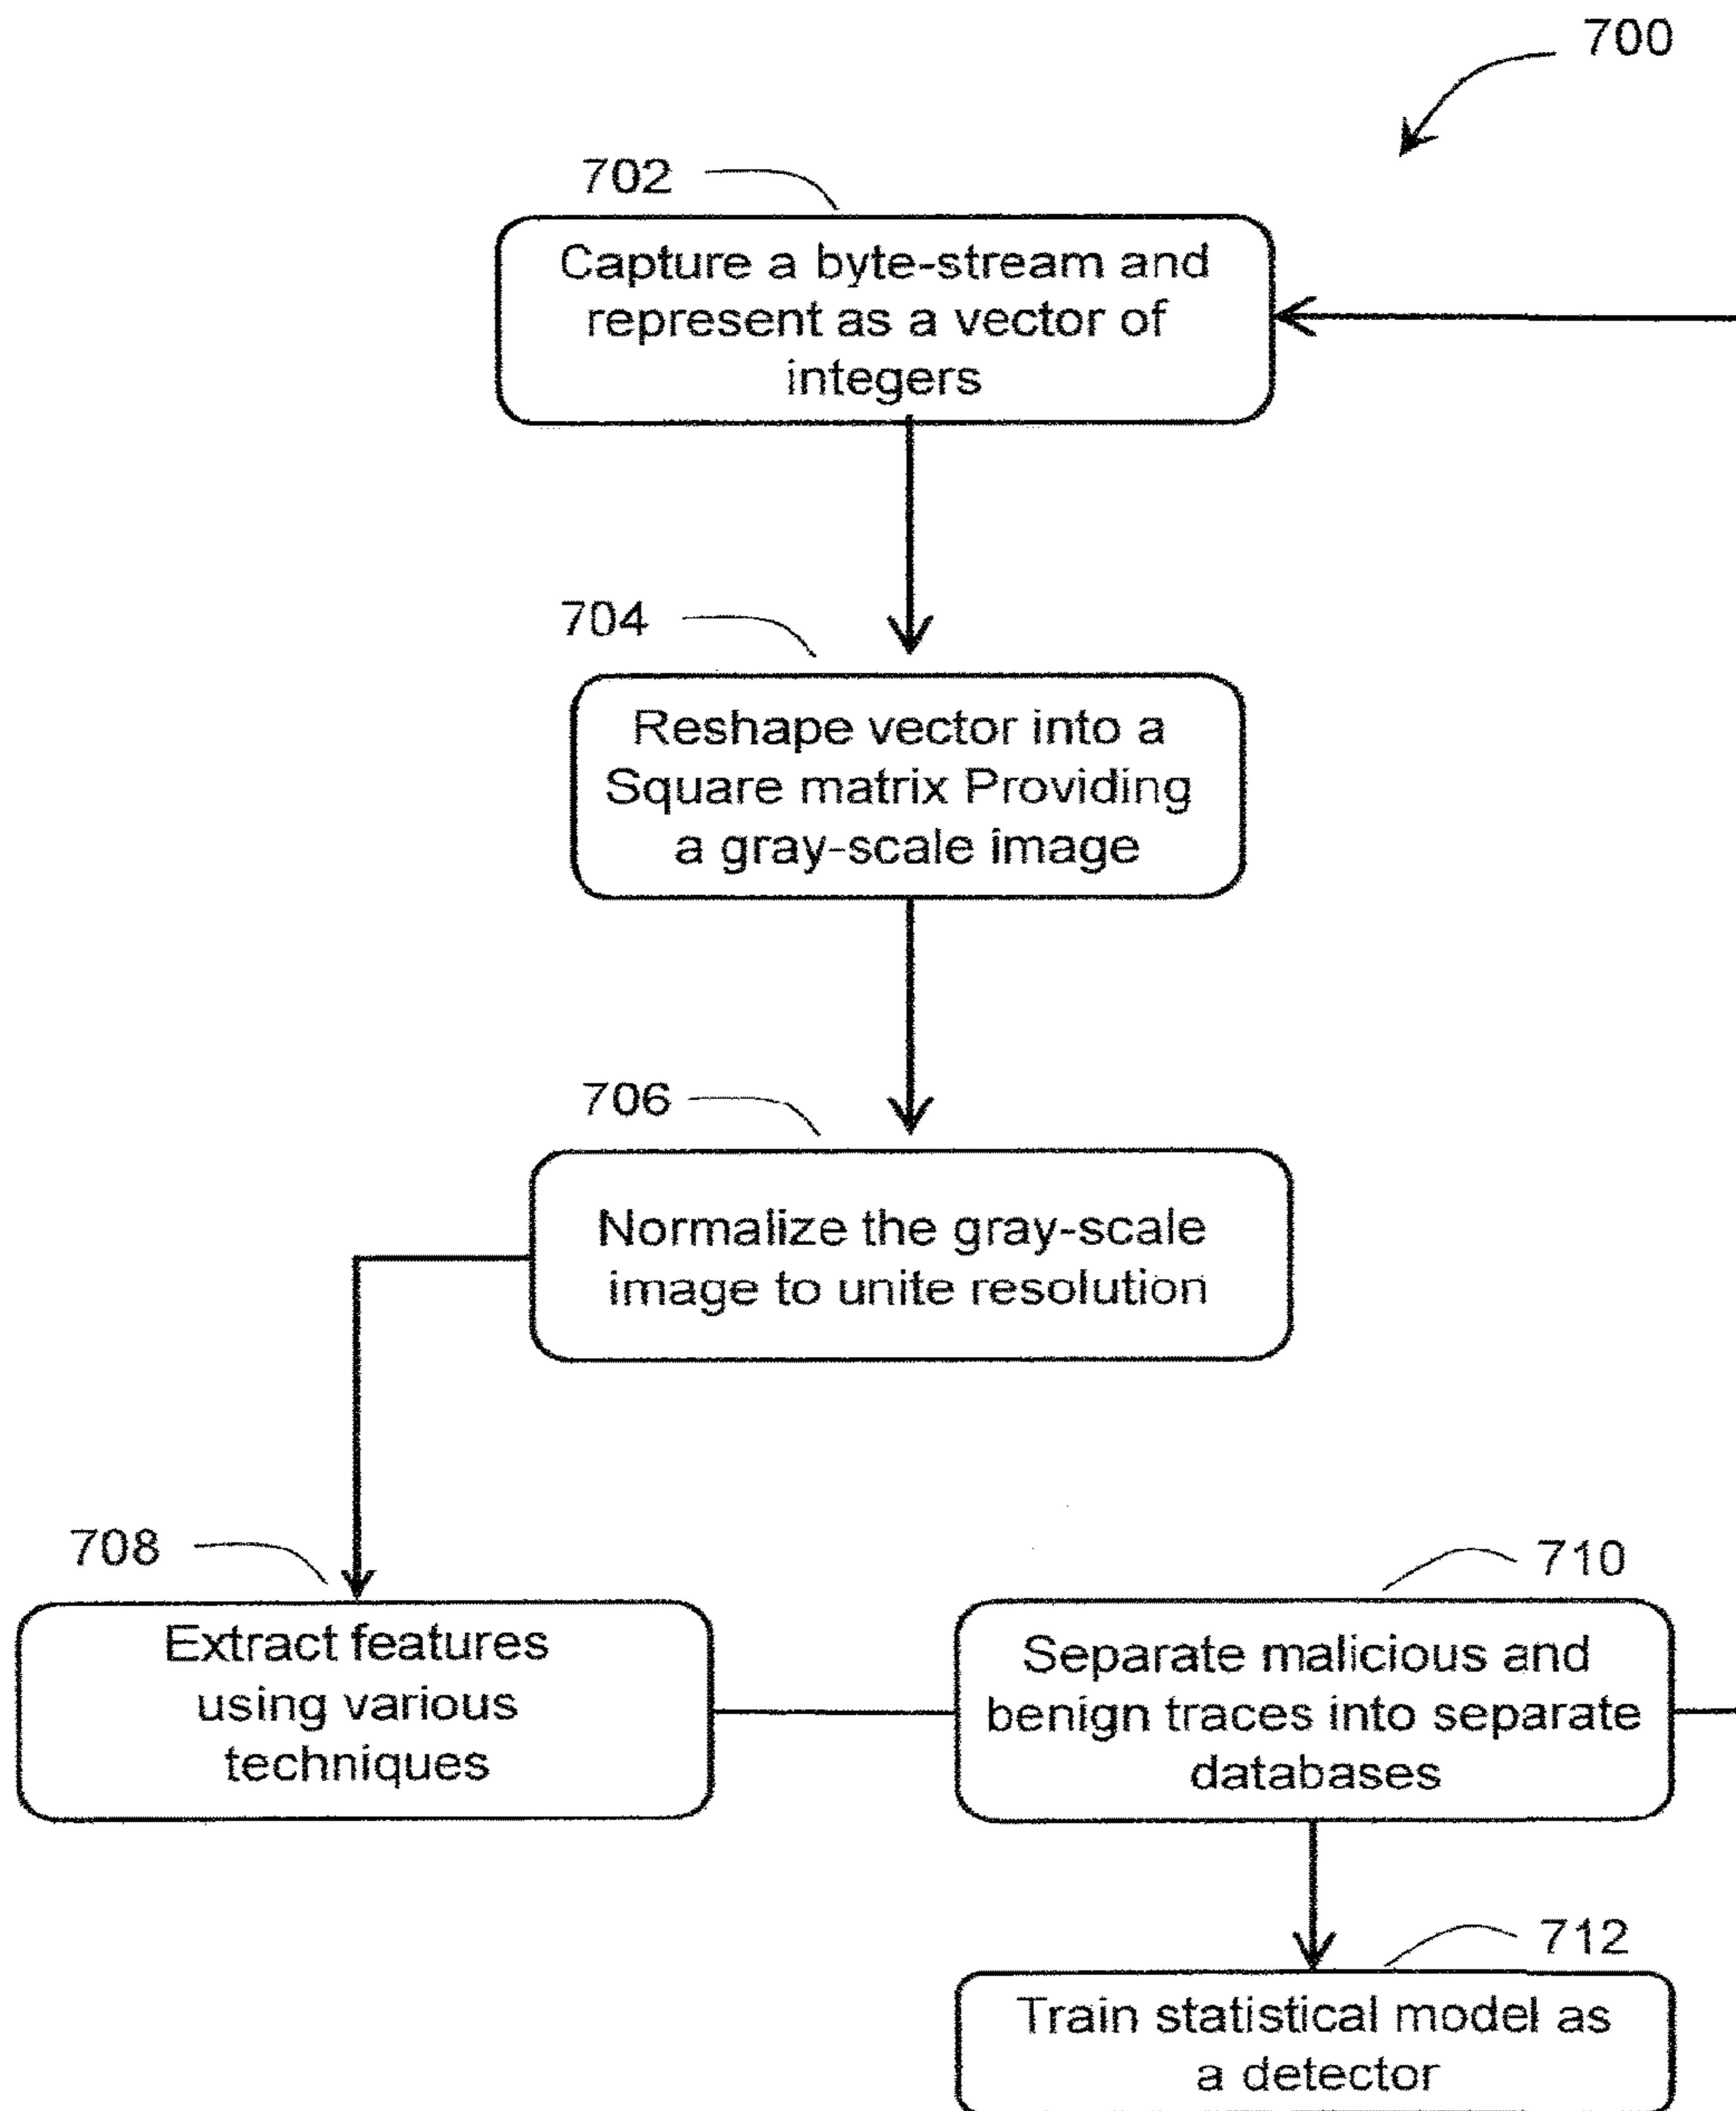 700
702
Capture a byte-stream and
represent as a vector of
integers
704
Reshape vector into a
Square matrix Providing
a gray-scale image
706
Normalize the gray-scale
image to unite resolution
708
Extract features
using various
techniques
710
Separate malicious and
benign traces into separate
databases
712
Train statistical model as
a detector